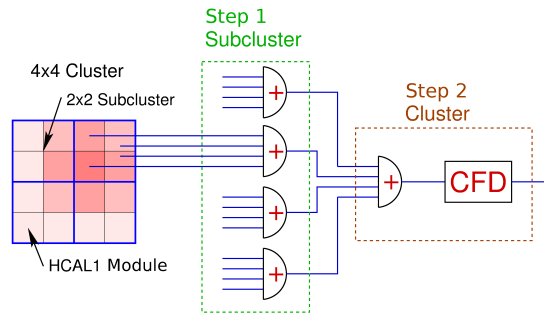 Step 1
Subcluster
4x4 Cluster
2x2 Subcluster
+
+
+
+
Step 2
Cluster
+
CFD
HCAL1 Module